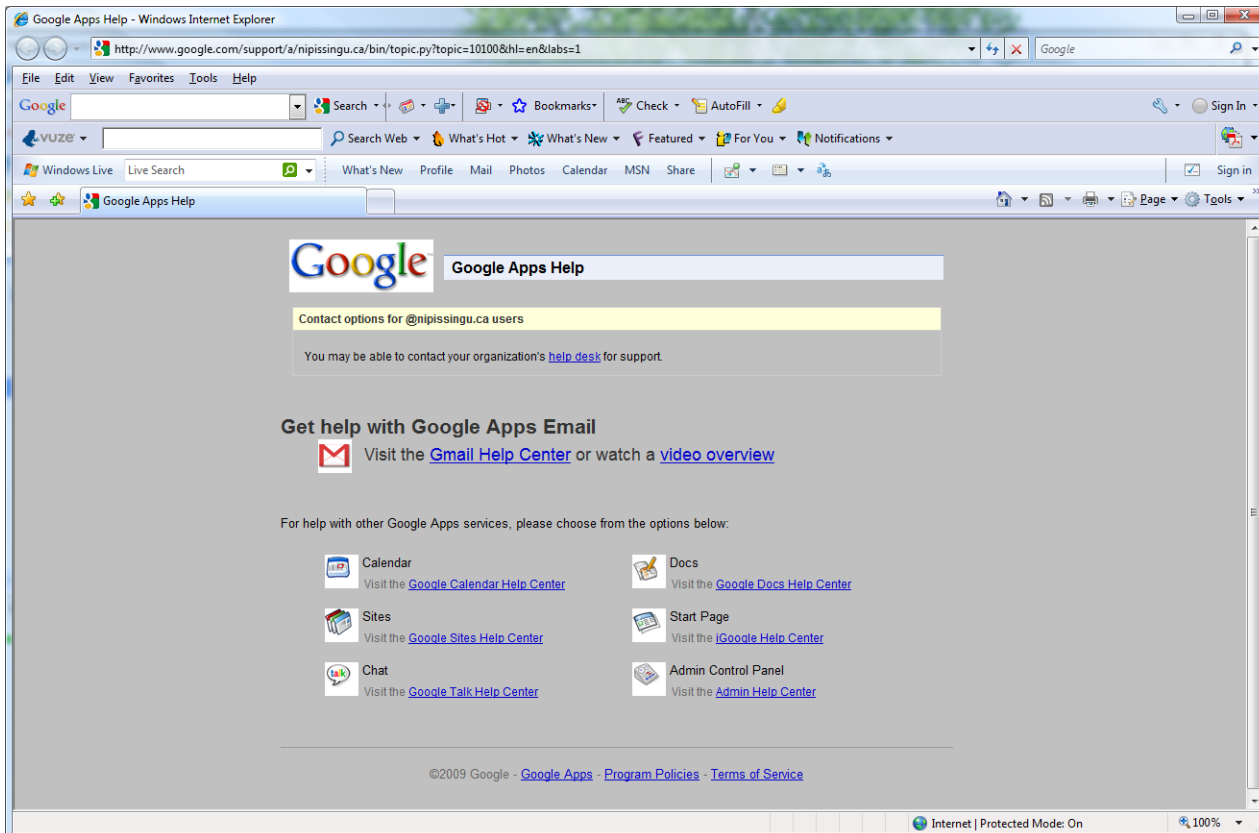 Google Apps Help - Windows Internet Explorer
http://www.google.com/support/a/nipissingu.ca/bin/topic.py?topic=10100&hl=en&labs=1 Google
File Edit View Favorites Tools Help
Google Search Bookmarks ABC Check AutoFill Sign In
vuze Search Web What's Hot What's New Featured For You Notifications
Windows Live Live Search What's New Profile Mail Photos Calendar MSN Share Sign in
Google Apps Help Page Tools
Google Google Apps Help
Contact options for @nipissingu.ca users
You may be able to contact your organization's help desk for support.
Get help with Google Apps Email
Visit the Gmail Help Center or watch a video overview
For help with other Google Apps services, please choose from the options below:
Calendar Docs
Visit the Google Calendar Help Center Visit the Google Docs Help Center
Sites Start Page
Visit the Google Sites Help Center Visit the iGoogle Help Center
talk Chat Admin Control Panel
Visit the Google Talk Help Center Visit the Admin Help Center
©2009 Google - Google Apps - Program Policies - Terms of Service
Internet | Protected Mode: On 100%